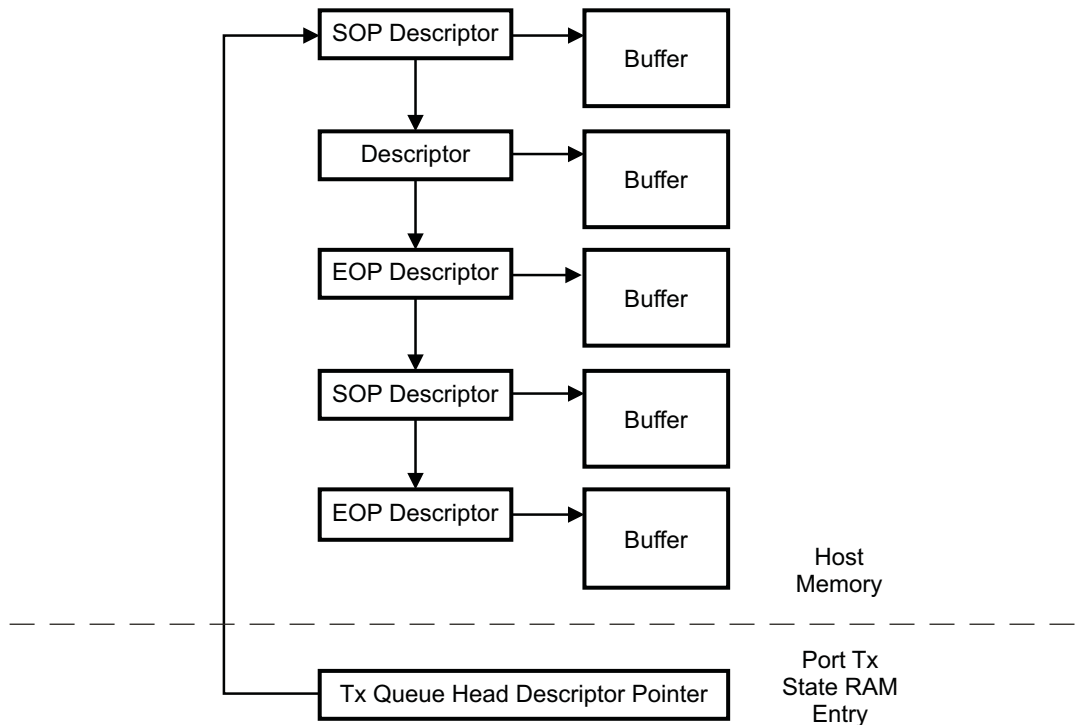 SOP Descriptor
Buffer
Descriptor
Buffer
EOP Descriptor
Buffer
SOP Descriptor
Buffer
EOP Descriptor
Buffer
Host
Memory
Port Tx
State RAM
Entry
Tx Queue Head Descriptor Pointer